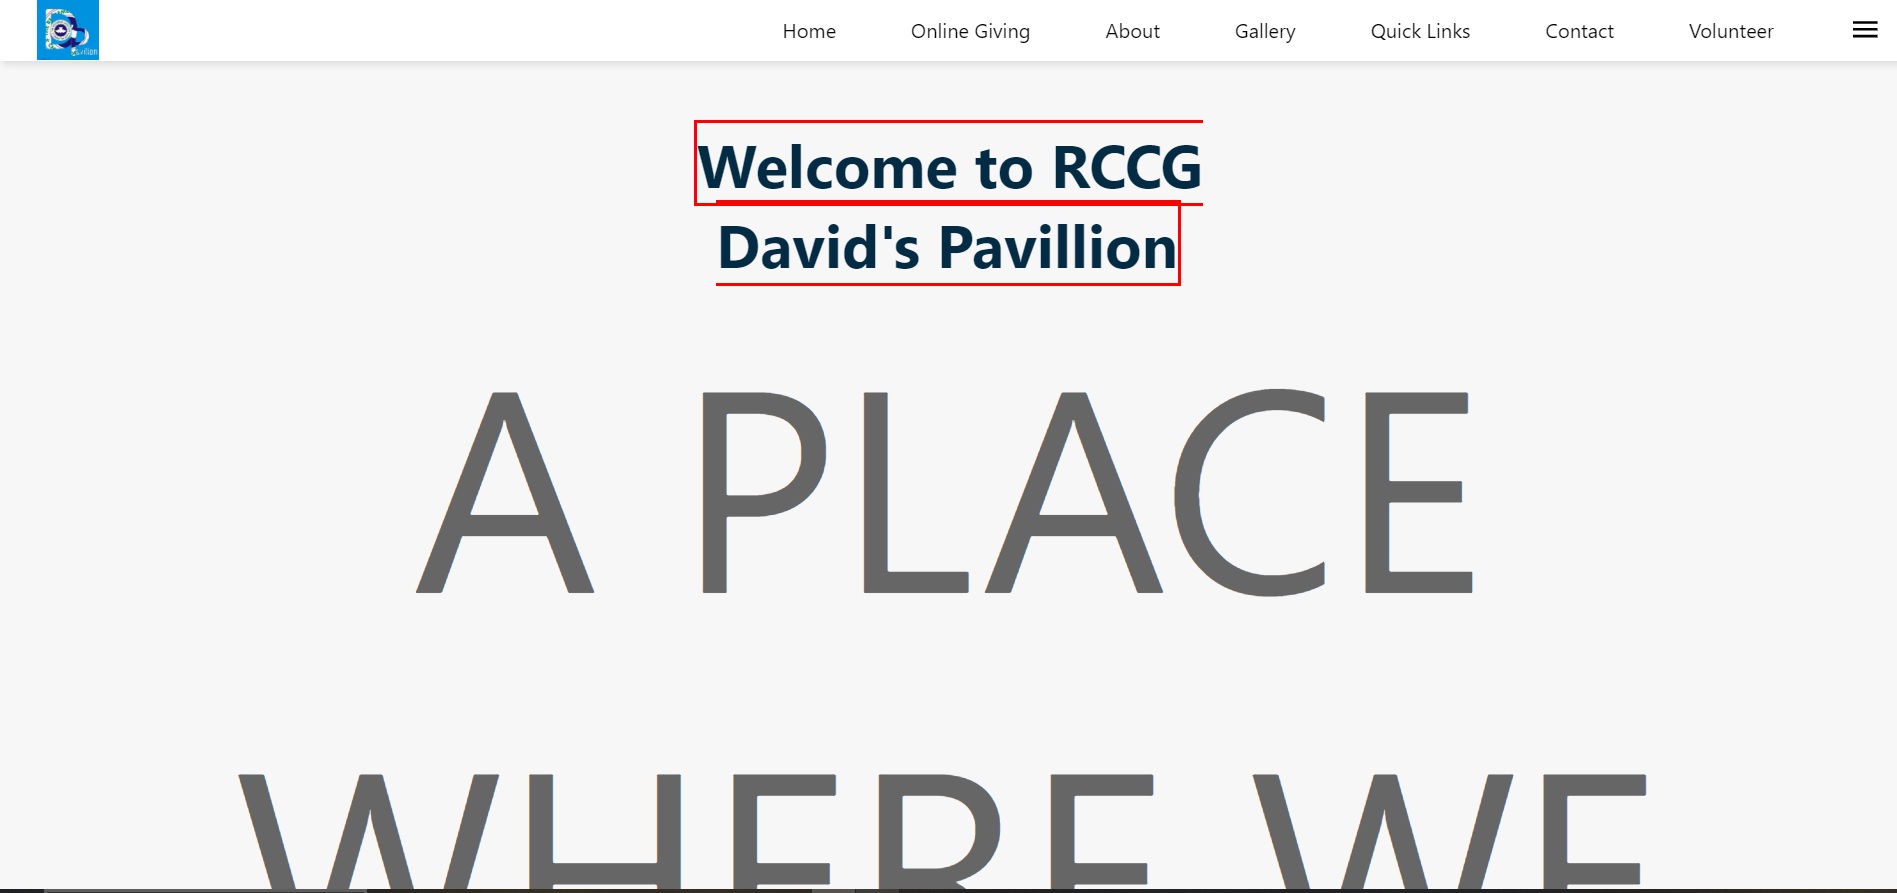 Home Online Giving About Gallery Quick Links Contact Volunteer
Welcome to RCCG
David's Pavillion
A PLACE
WHERE WE